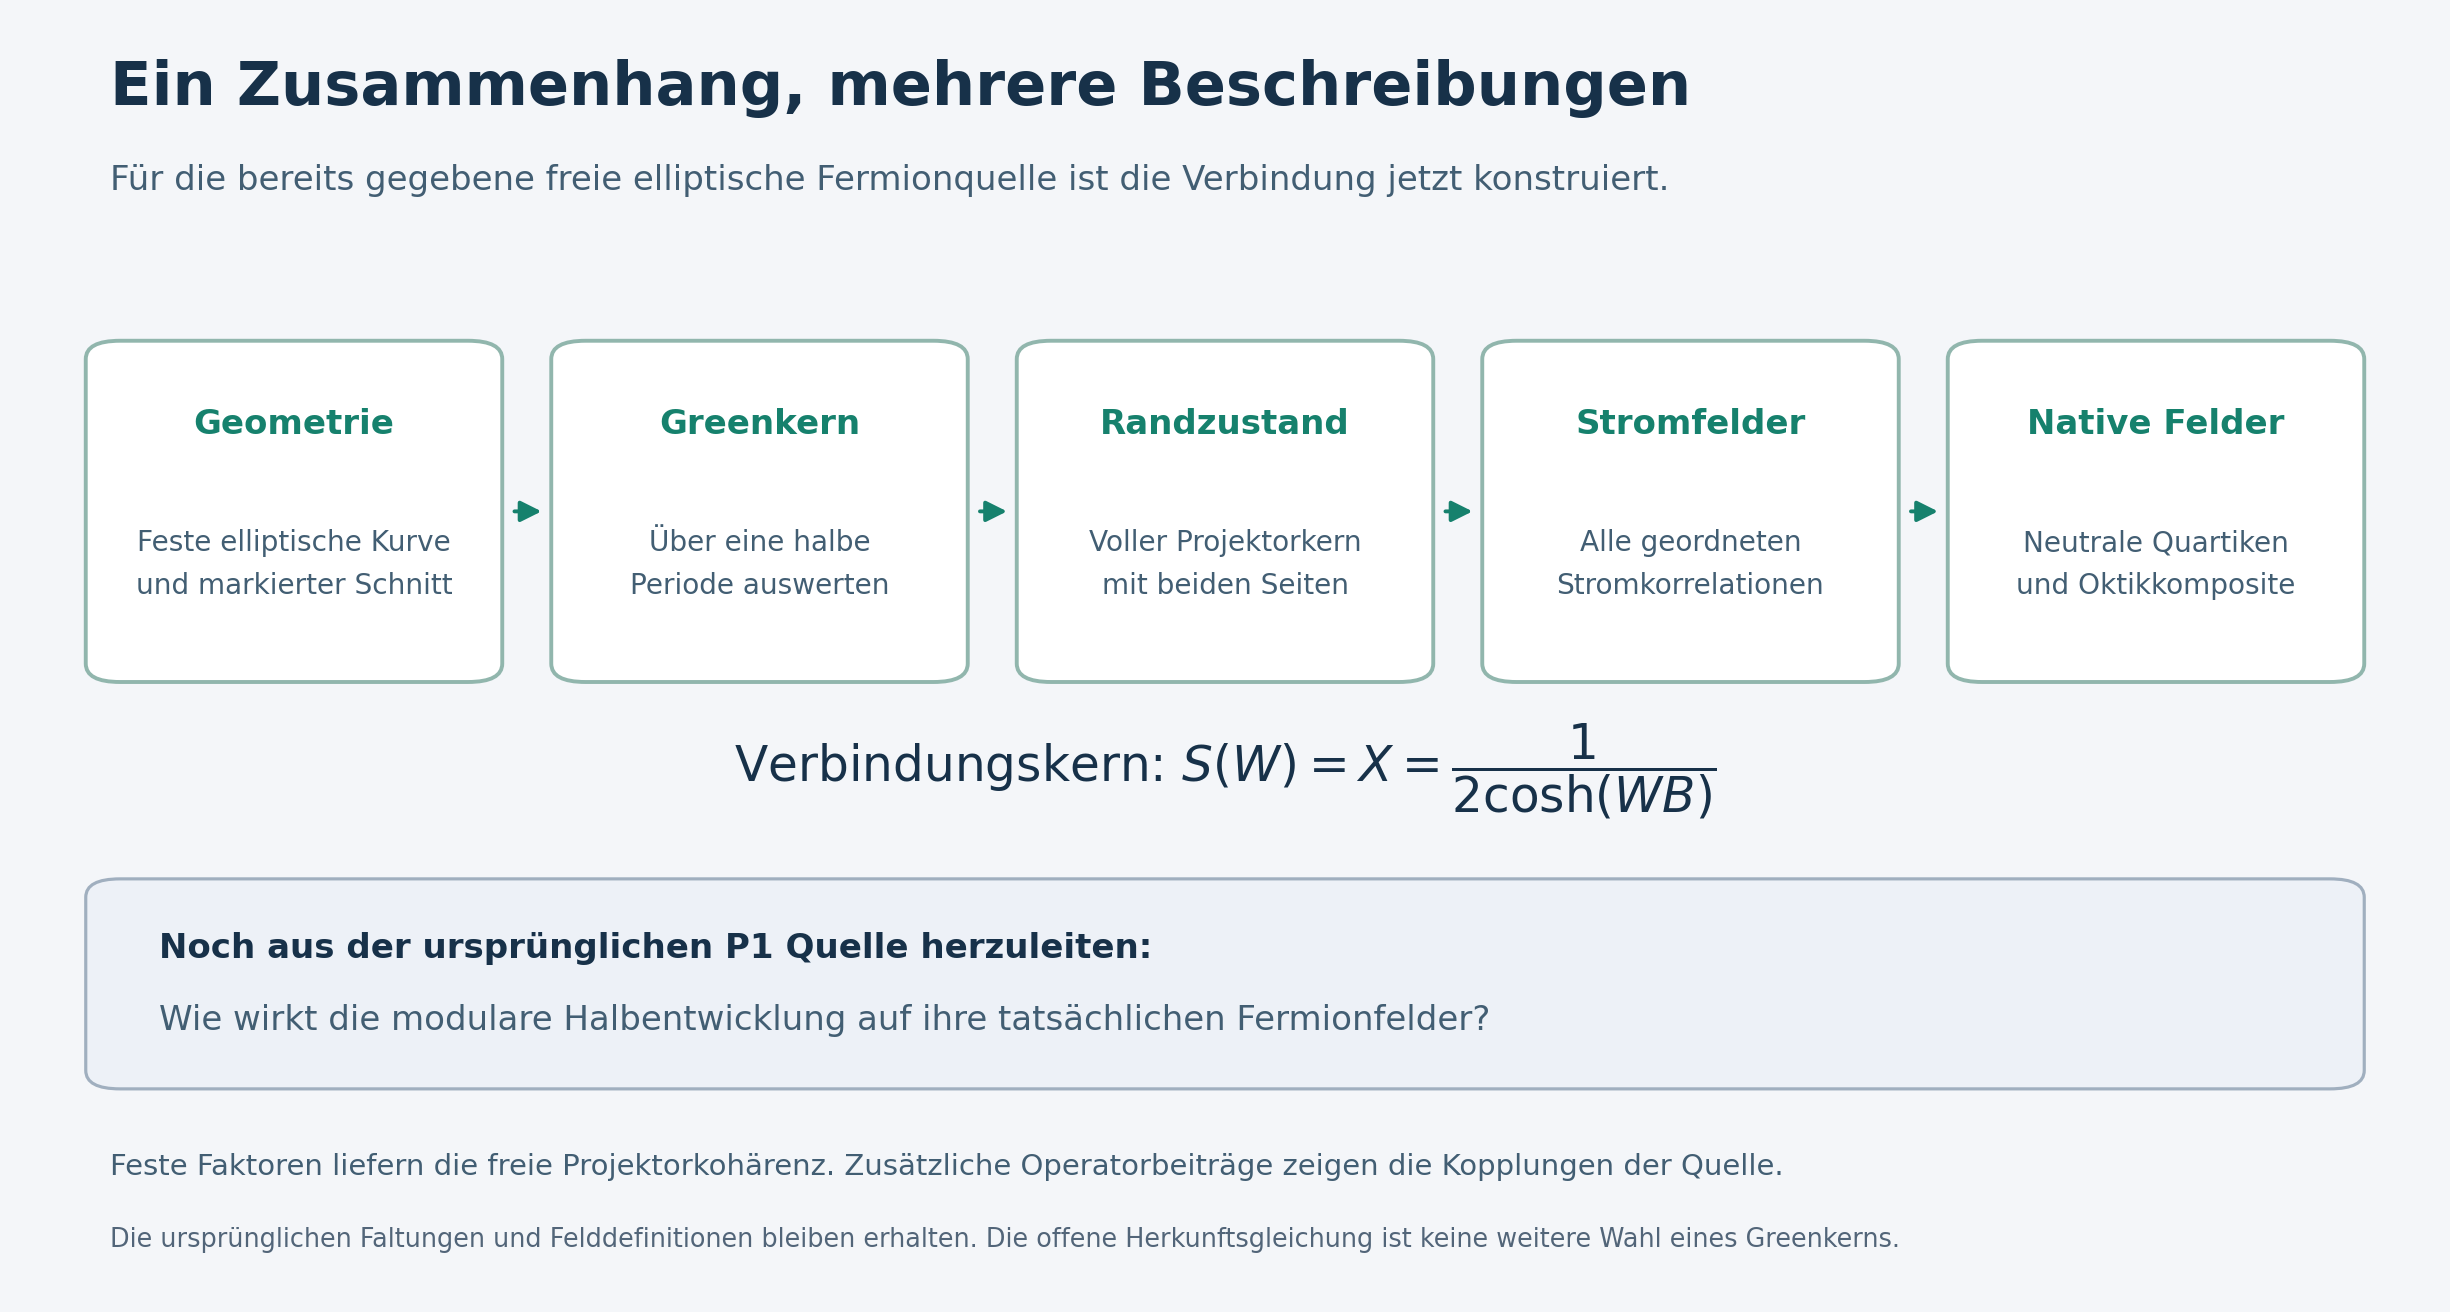 Ein Zusammenhang, mehrere Beschreibungen
Für die bereits gegebene freie elliptische Fermionquelle ist die Verbindung jetzt konstruiert.
Geometrie
Feste elliptische Kurve
und markierter Schnitt
Greenkern
Über eine halbe
Periode auswerten
Randzustand
Voller Projektorkern
mit beiden Seiten
Stromfelder
Alle geordneten
Stromkorrelationen
Native Felder
Neutrale Quartiken
und Oktikkomposite
Verbindungskern: S(W) = X = 1 / 2cosh(WB)
Noch aus der ursprünglichen P1 Quelle herzuleiten:
Wie wirkt die modulare Halbentwicklung auf ihre tatsächlichen Fermionfelder?
Feste Faktoren liefern die freie Projektorkohärenz. Zusätzliche Operatorbeiträge zeigen die Kopplungen der Quelle.
Die ursprünglichen Faltungen und Felddefinitionen bleiben erhalten. Die offene Herkunftsgleichung ist keine weitere Wahl eines Greenkerns.